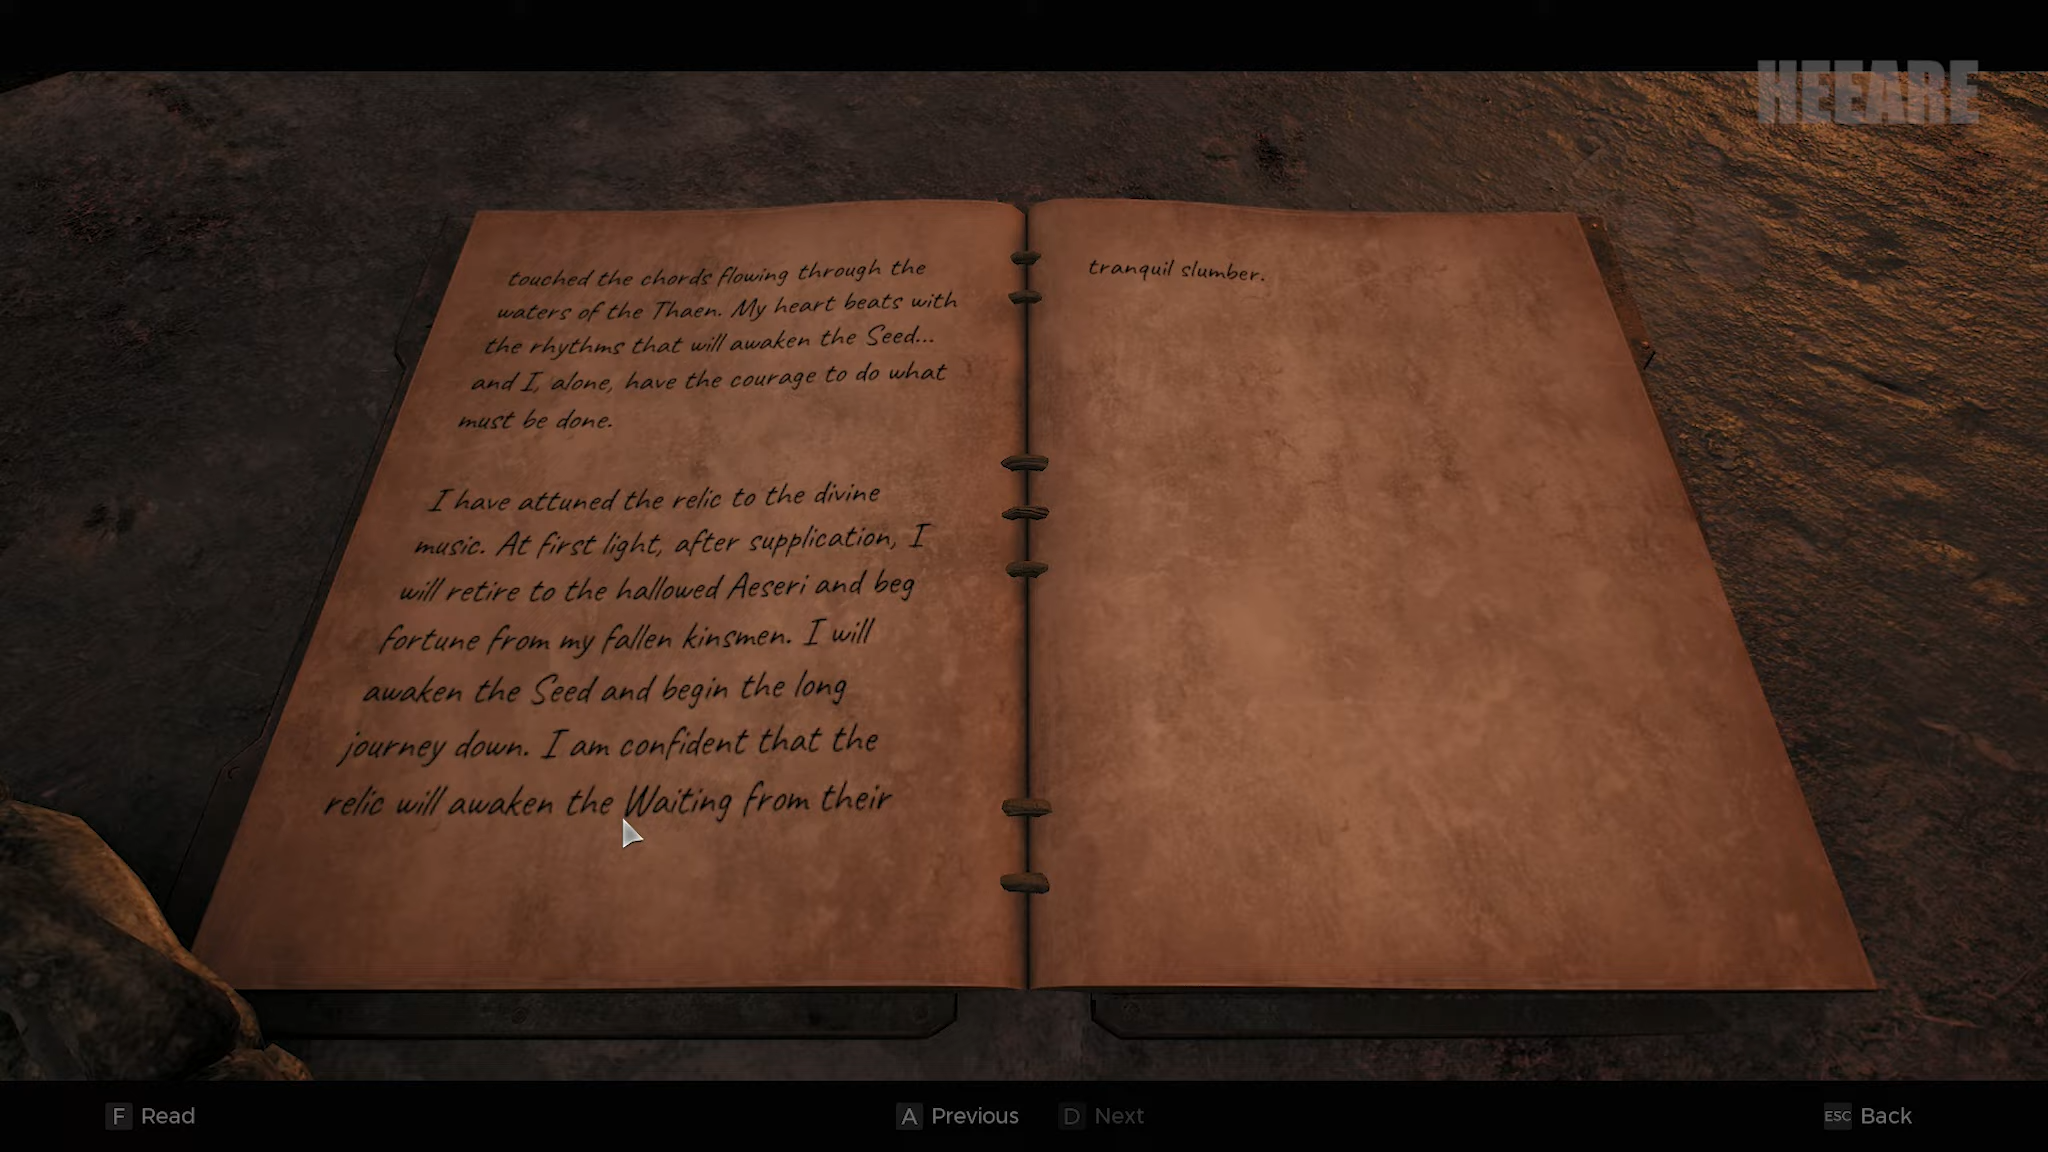 HEEARE
touched the chords flowing through the
waters of the Thaen. My heart beats with
the rhythms that will awaken the Seed...
and I, alone, have the courage to do what
must be done.
I have attuned the relic to the divine
music. At first light, after supplication, I
will retire to the hallowed Aeseri and beg
fortune from my fallen kinsmen. I will
awaken the Seed and begin the long
journey down. I am confident that the
relic will awaken the Waiting from their
tranquil slumber.
F Read
A Previous
D Next
ESC Back